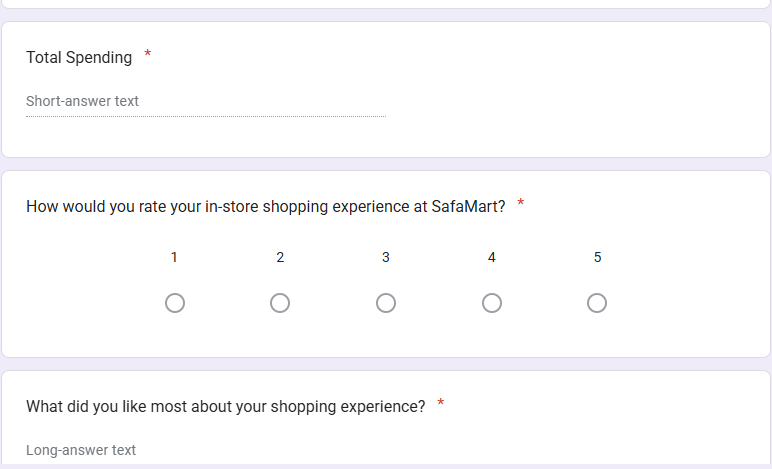 Total Spending *
Short-answer text
How would you rate your in-store shopping experience at SafaMart? *
1 2 3 4 5
What did you like most about your shopping experience? *
Long-answer text